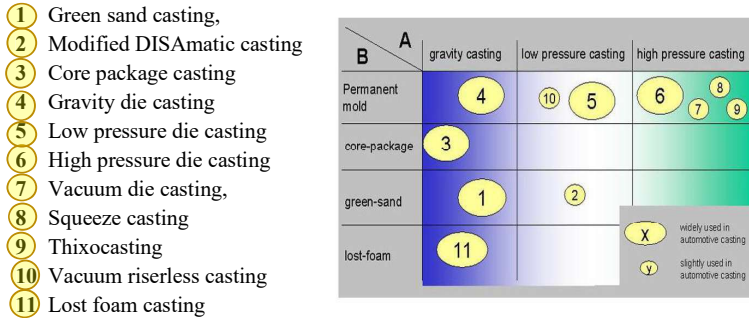 1 Green sand casting,
2 Modified DISAmatic casting
3 Core package casting
4 Gravity die casting
5 Low pressure die casting
6 High pressure die casting
7 Vacuum die casting,
8 Squeeze casting
9 Thixocasting
10 Vacuum riserless casting
11 Lost foam casting
A
B
gravity casting low pressure casting high pressure casting
Permanent
mold
4 10 5 6 7 8 9
core-package 3
green-sand 1 2
lost-foam 11
x widely used in
automotive casting
y slightly used in
automotive casting